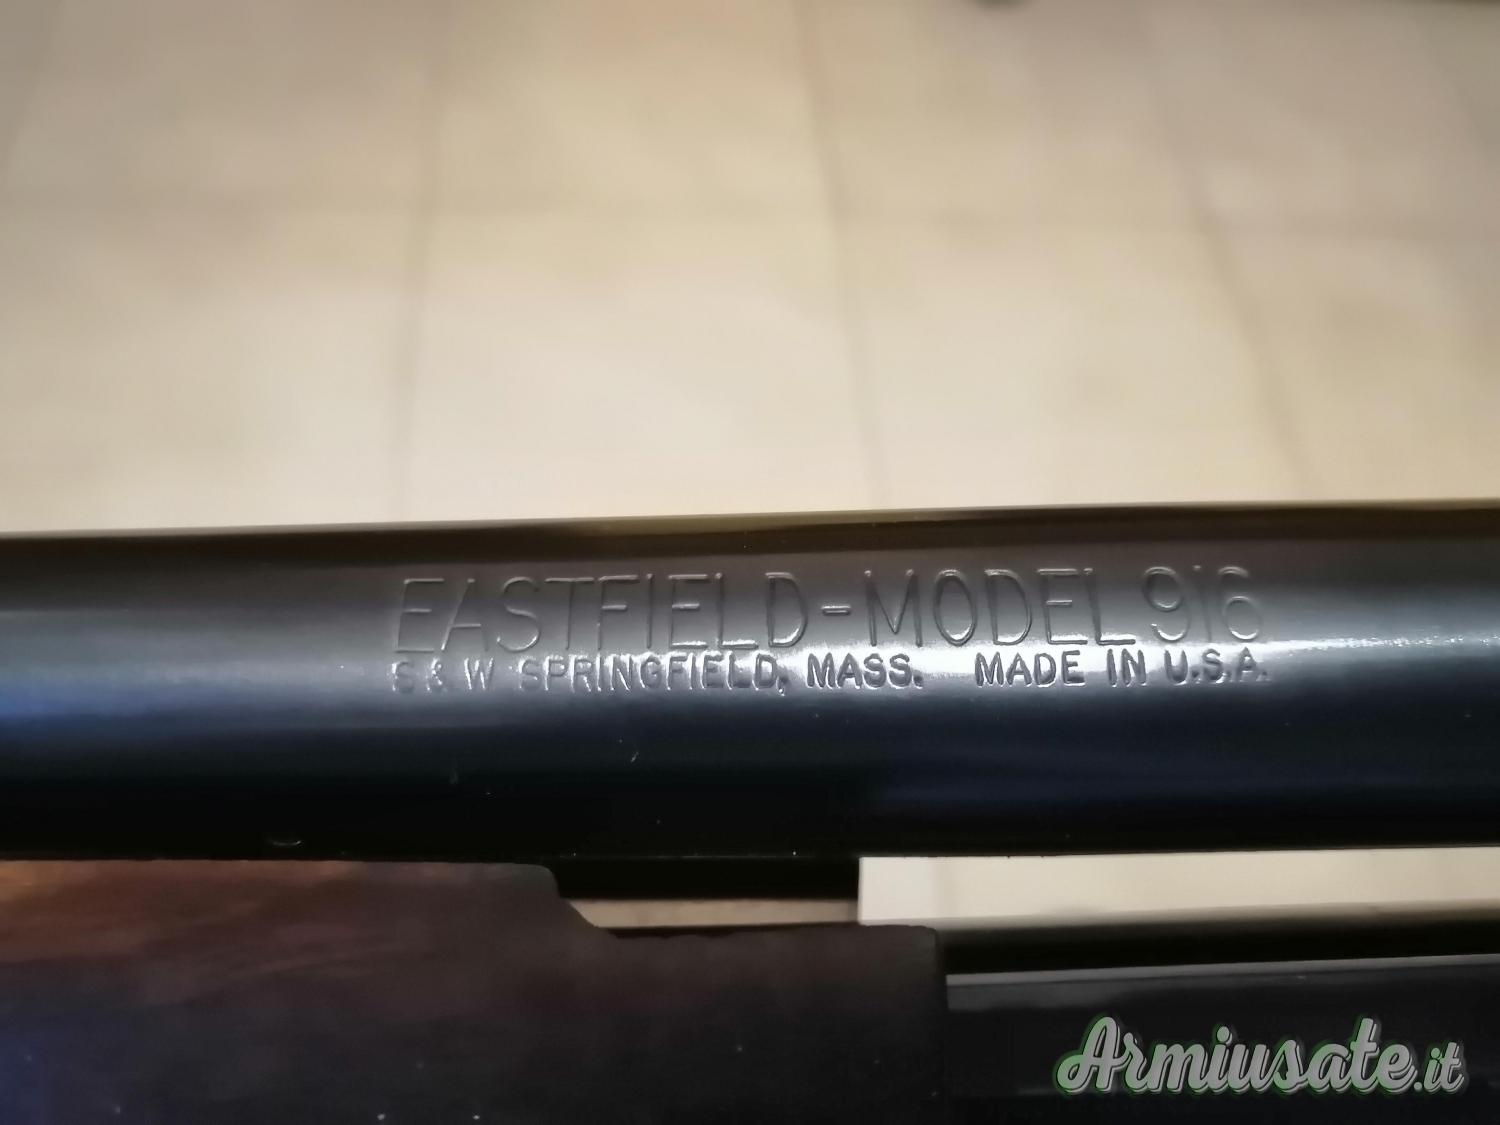 EASTFIELD-MODEL 916
S & W SPRINGFIELD, MASS. MADE IN U.S.A.
Armiusate.it